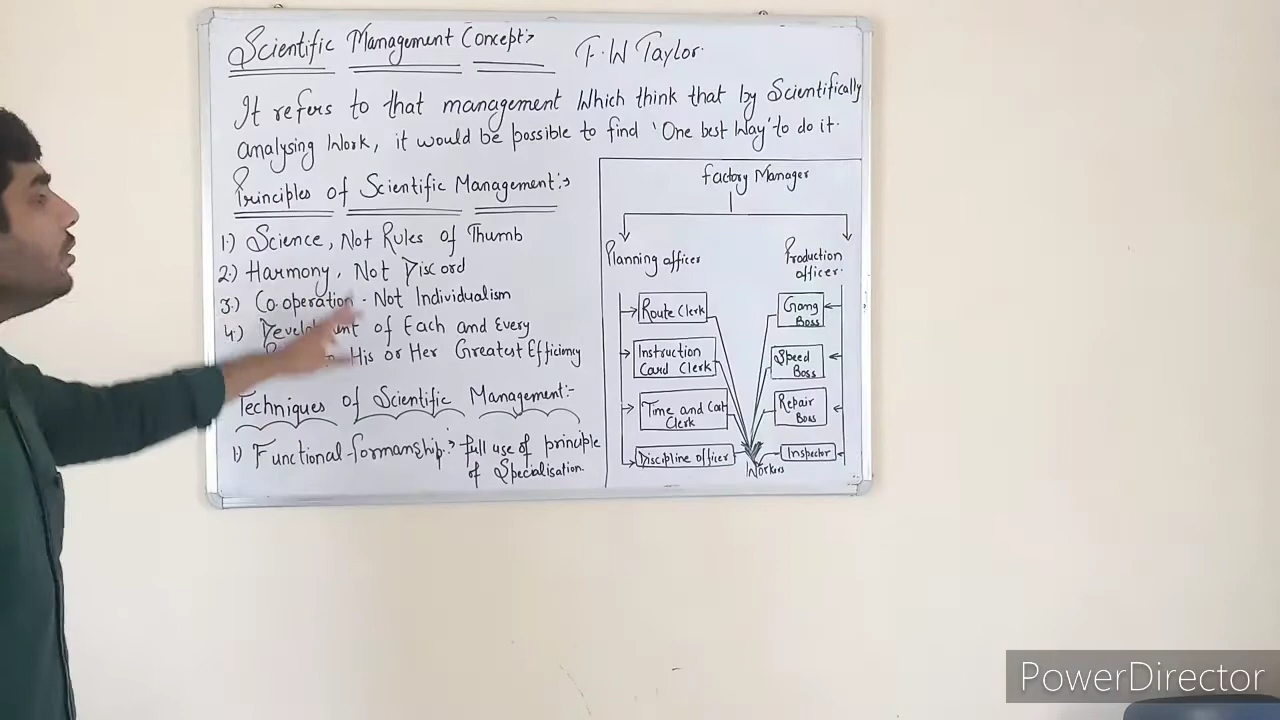 Scientific Management Concept:-
F.W Taylor.
It refers to that management Which think that by Scientifically
analysing Work, it would be possible to find 'One best Way' to do it.
Principles of Scientific Management:-
1.) Science, Not Rules of Thumb
2.) Harmony, Not Discord
3.) Co.operation. Not Individualism
4.) of Each and Every
His or Her Greatest Efficiency
Techniques of Scientific Management:-
1) Functional formanship:- full use of principle
of Specialisation.
Factory Manager
Planning officer
Production
officer.
Route Clerk
Instruction
Card Clerk
Time and Cost
Clerk
Discipline officer
Gang
Boss
Speed
Boss
Repair
Boss
Inspector
Workers
PowerDirector